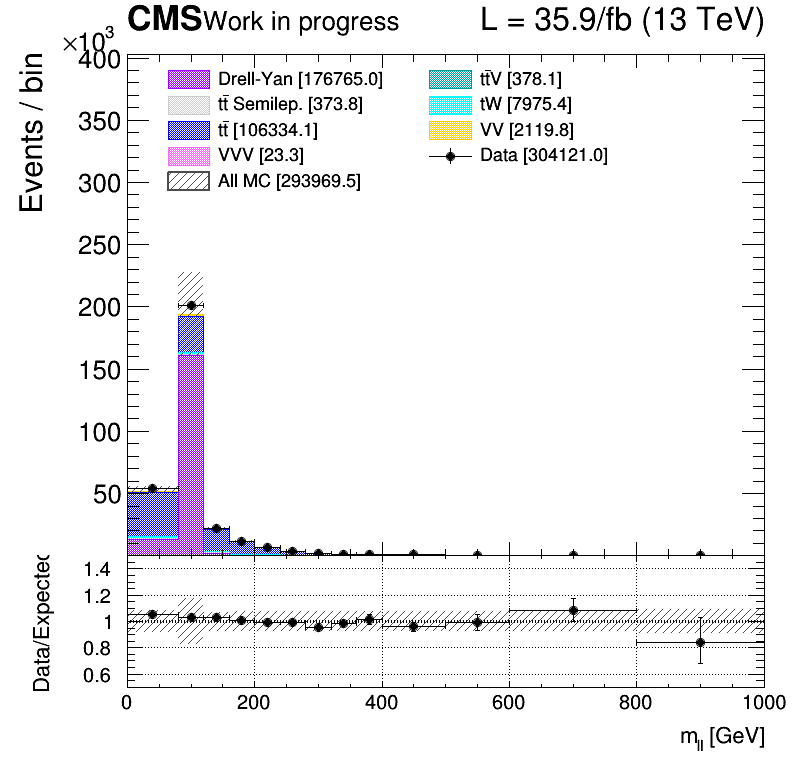 CMS Work in progress L = 35.9/fb (13 TeV)
×10³
Events / bin
400
350
300
250
200
150
100
50
Drell-Yan [176765.0]
tt̄ Semilep. [373.8]
tt̄ [106334.1]
VVV [23.3]
All MC [293969.5]
tt̄V [378.1]
tW [7975.4]
VV [2119.8]
Data [304121.0]
Data/Expected
1.4
1.2
1
0.8
0.6
0 200 400 600 800 1000
m_ll [GeV]